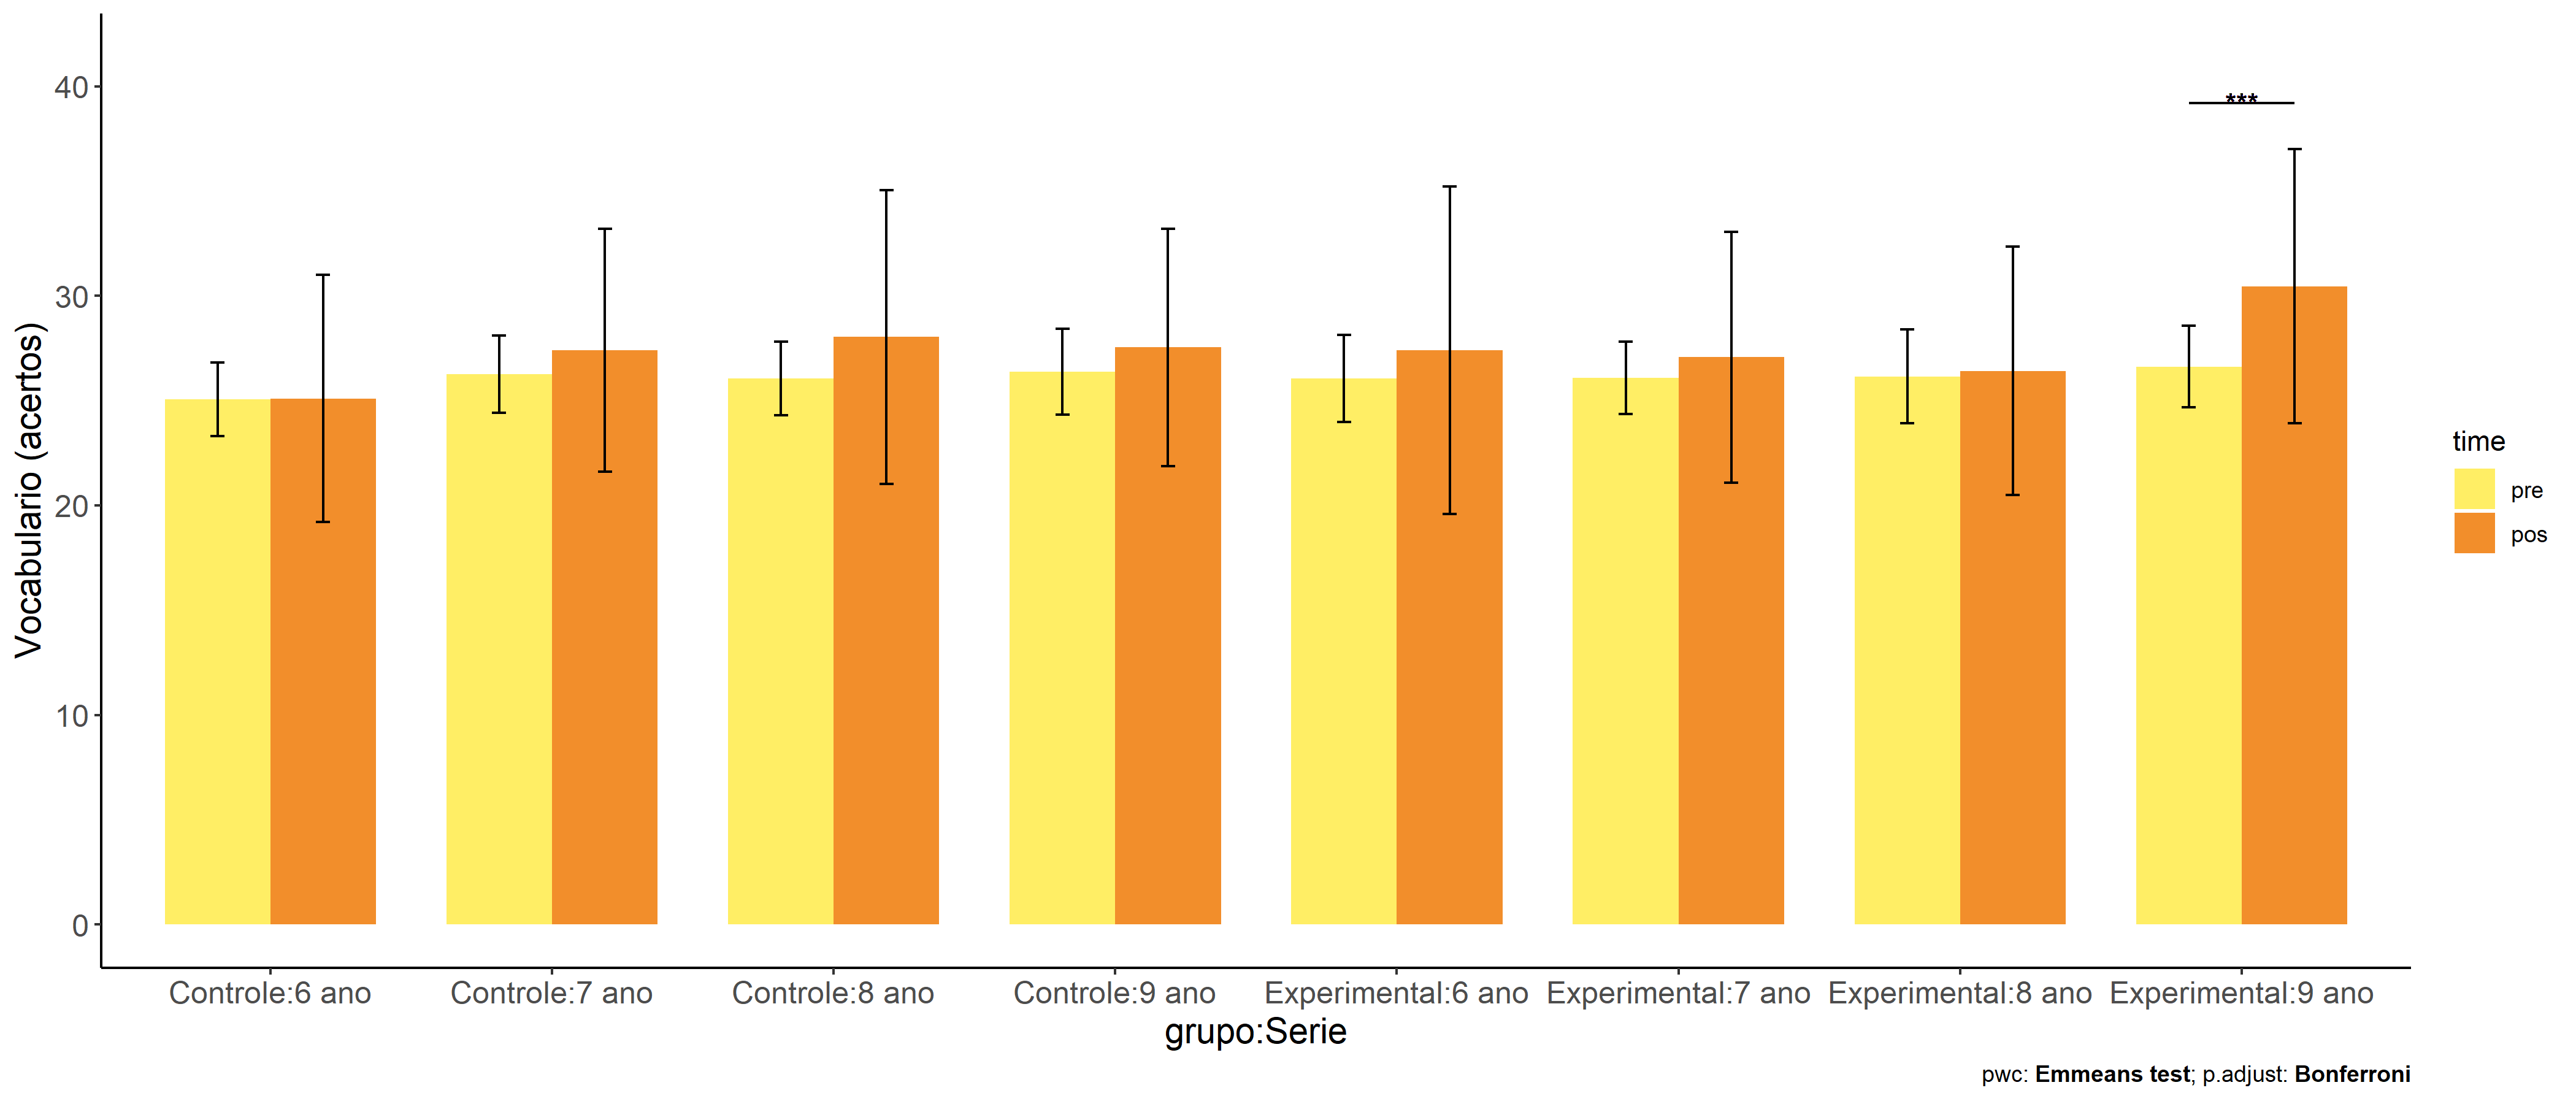 40
30
20
10
0
Vocabulario (acertos)
***
Controle:6 ano
Controle:7 ano
Controle:8 ano
Controle:9 ano
Experimental:6 ano
Experimental:7 ano
Experimental:8 ano
Experimental:9 ano
grupo:Serie
time
pre
pos
pwc: Emmeans test; p.adjust: Bonferroni